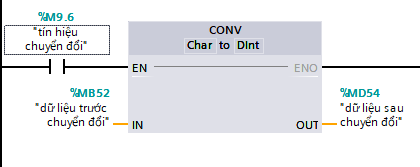 %M9.6
"tín hiệu
chuyển đổi"
CONV
Char to DInt
EN
ENO
%MB52
"dữ liệu trước
chuyển đổi"
IN
OUT
%MD54
"dữ liệu sau
chuyển đổi"